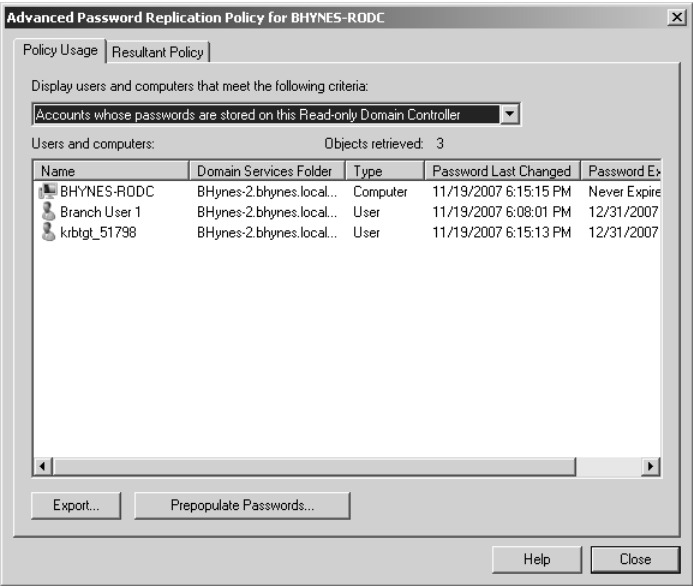 Advanced Password Replication Policy for BHYNES-RODC
Policy Usage Resultant Policy
Display users and computers that meet the following criteria:
Accounts whose passwords are stored on this Read-only Domain Controller
Users and computers: Objects retrieved: 3
Name Domain Services Folder Type Password Last Changed Password Ex
BHYNES-RODC BHynes-2.bhynes.local... Computer 11/19/2007 6:15:15 PM Never Expire
Branch User 1 BHynes-2.bhynes.local... User 11/19/2007 6:08:01 PM 12/31/2007
krbtgt_51798 BHynes-2.bhynes.local... User 11/19/2007 6:15:13 PM 12/31/2007
Export... Prepopulate Passwords...
Help Close